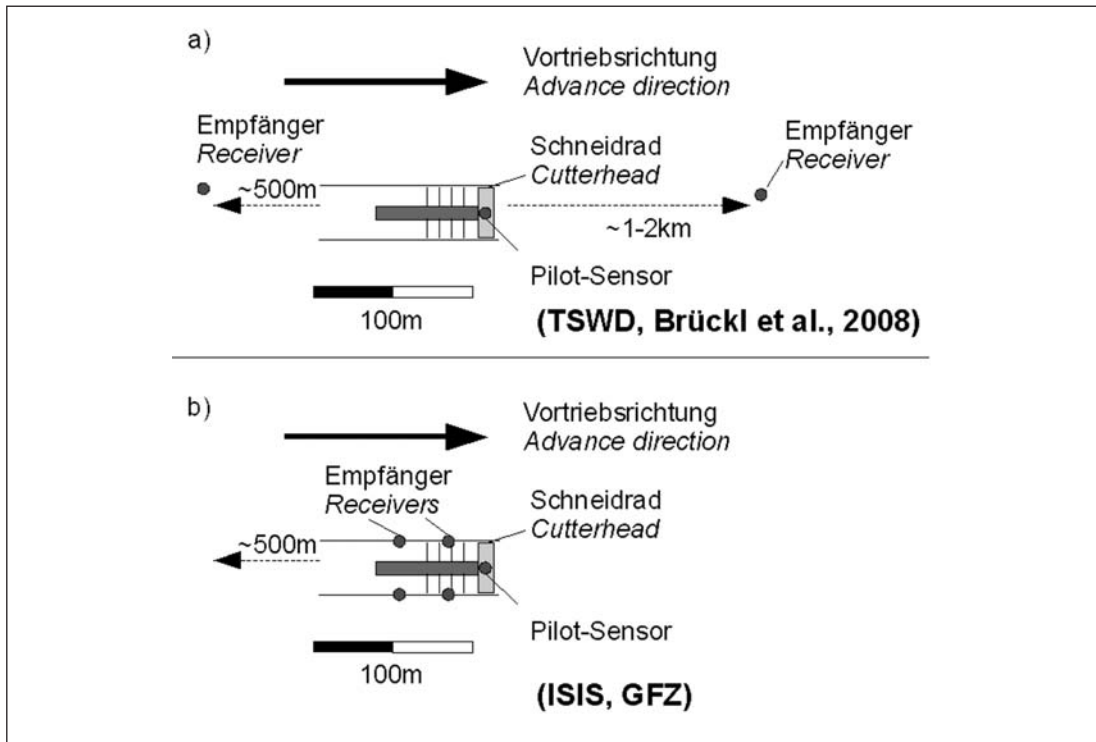 a)
Vortriebsrichtung
Advance direction
Empfänger
Receiver
~500m
Schneidrad
Cutterhead
Empfänger
Receiver
~1-2km
Pilot-Sensor
100m
(TSWD, Brückl et al., 2008)
b)
Vortriebsrichtung
Advance direction
Empfänger
Receivers
Schneidrad
Cutterhead
~500m
Pilot-Sensor
100m
(ISIS, GFZ)